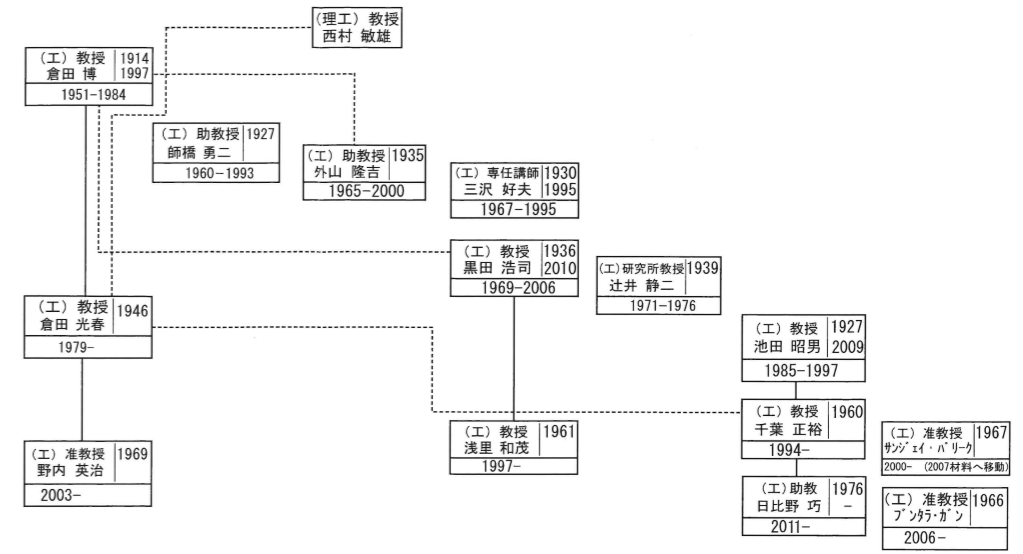 (理工) 教授
西村 敏雄
(工) 教授 1914
倉田 博 1997
1951-1984
(工) 助教授 1927
師橋 勇二
1960-1993
(工) 助教授 1935
外山 隆吉
1965-2000
(工) 専任講師 1930
三沢 好夫 1995
1967-1995
(工) 教授 1936
黒田 浩司 2010
1969-2006
(工)研究所教授 1939
辻井 静二
1971-1976
(工) 教授 1946
倉田 光春
1979-
(工) 教授 1927
池田 昭男 2009
1985-1997
(工) 教授 1960
千葉 正裕
1994-
(工) 教授 1961
浅里 和茂
1997-
(工) 准教授 1967
ｻﾝｼﾞｪｲ・ﾊﾟﾘｰｸ
2000- (2007材料へ移動)
(工) 准教授 1969
野内 英治
2003-
(工)助教 1976
日比野 巧 -
2011-
(工) 准教授 1966
ﾌﾞﾝﾀﾗ・ｶﾞﾝ
2006-